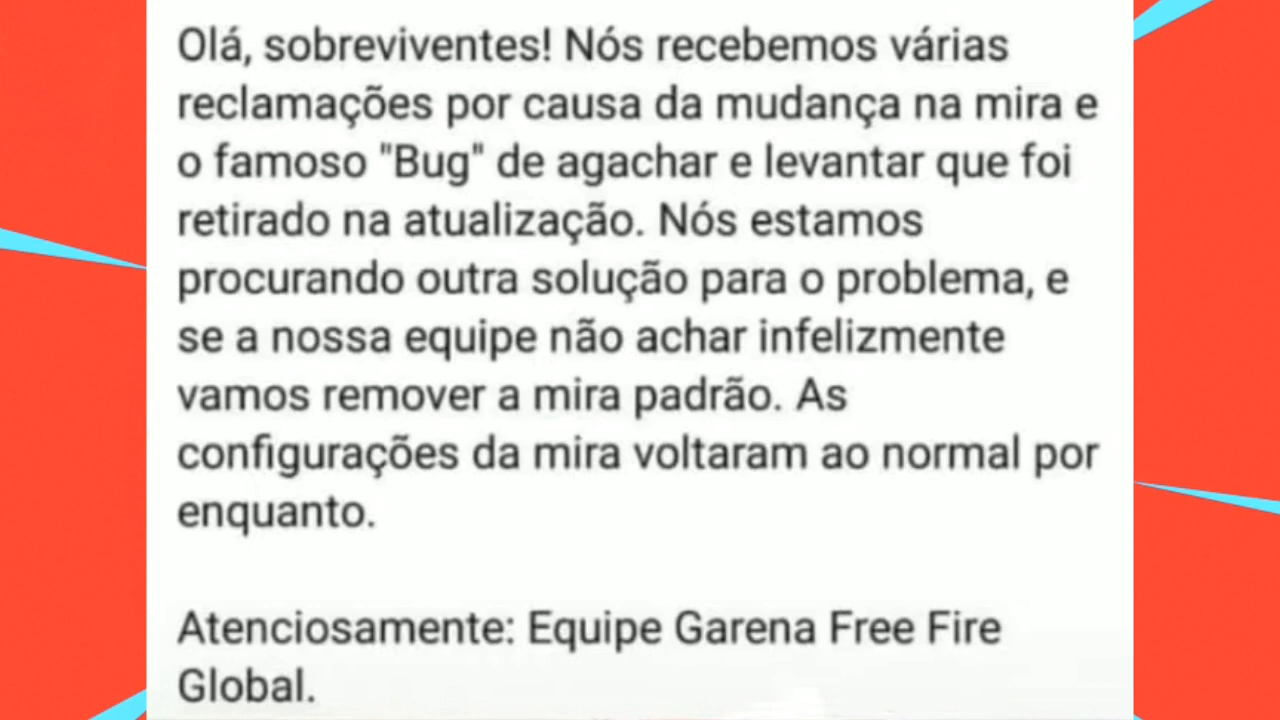 Olá, sobreviventes! Nós recebemos várias
reclamações por causa da mudança na mira e
o famoso "Bug" de agachar e levantar que foi
retirado na atualização. Nós estamos
procurando outra solução para o problema, e
se a nossa equipe não achar infelizmente
vamos remover a mira padrão. As
configurações da mira voltaram ao normal por
enquanto.
Atenciosamente: Equipe Garena Free Fire
Global.